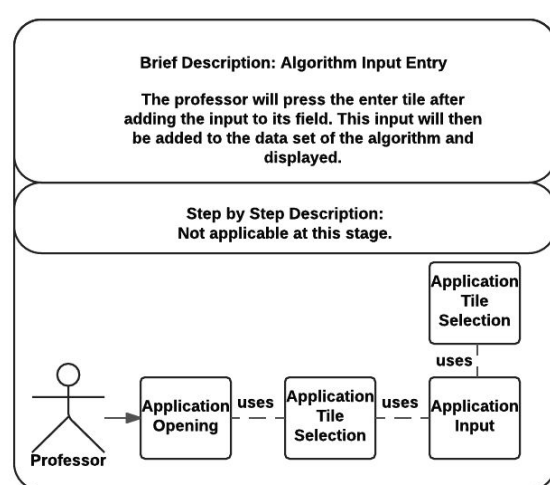 Brief Description: Algorithm Input Entry
The professor will press the enter tile after
adding the input to its field. This input will then
be added to the data set of the algorithm and
displayed.
Step by Step Description:
Not applicable at this stage.
Application
Tile
Selection
uses
Professor
Application
Opening
uses
Application
Tile
Selection
uses
Application
Input